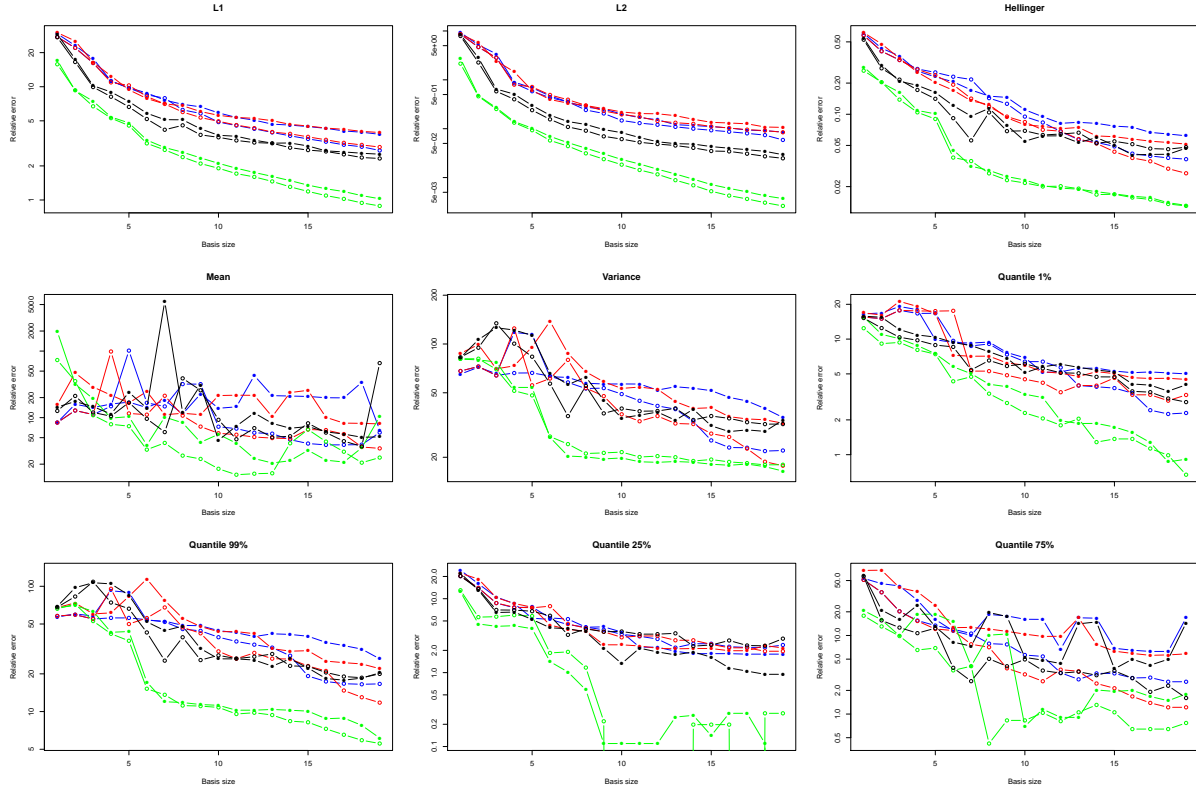 L1
Relative error
20
10
5
2
1
5
10
15
Basis size
L2
Relative error
5e+00
5e-01
5e-02
5e-03
5
10
15
Basis size
Hellinger
Relative error
0.50
0.20
0.10
0.05
0.02
5
10
15
Basis size
Mean
Relative error
5000
2000
1000
500
200
100
50
20
5
10
15
Basis size
Variance
Relative error
200
100
50
20
5
10
15
Basis size
Quantile 1%
Relative error
20
10
5
2
1
5
10
15
Basis size
Quantile 99%
Relative error
100
50
20
10
5
5
10
15
Basis size
Quantile 25%
Relative error
20.0
10.0
5.0
2.0
1.0
0.5
0.2
0.1
5
10
15
Basis size
Quantile 75%
Relative error
50.0
20.0
10.0
5.0
2.0
1.0
0.5
5
10
15
Basis size